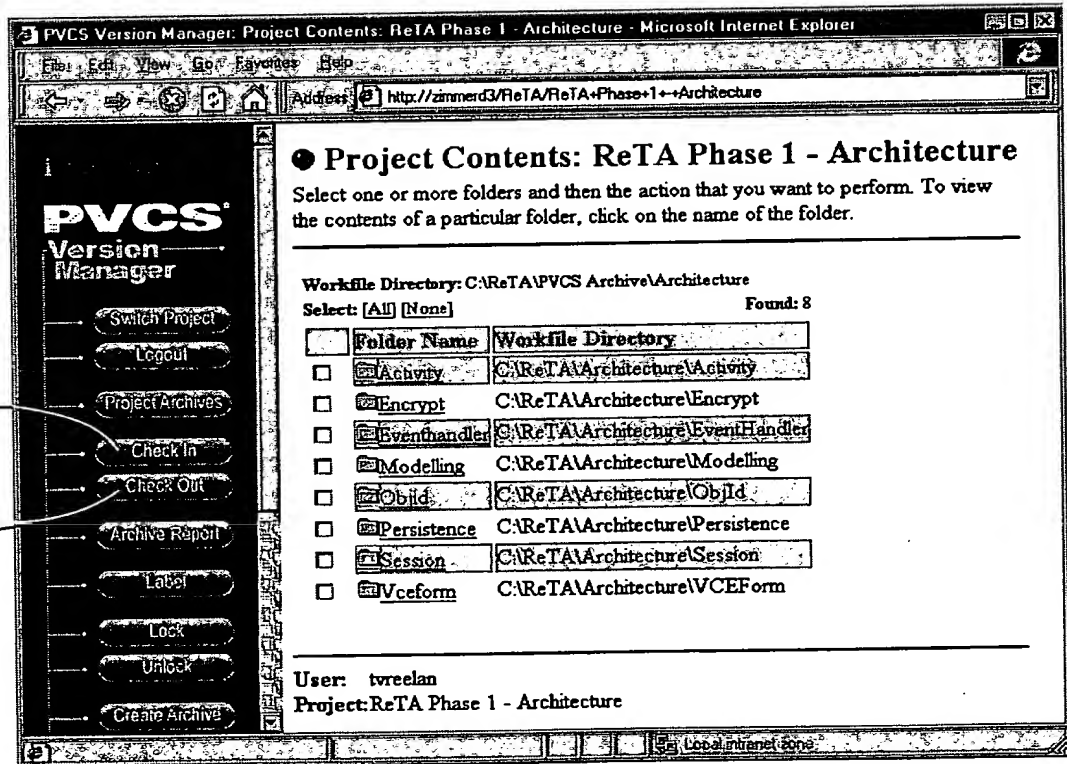 PVCS Version Manager: Project Contents: ReTA Phase 1 - Architecture - Microsoft Internet Explorer
File Edit View Go Favorites Help
Address http://zimmerd3/ReTA/ReTA+Phase+1+-+Architecture
PVCS
Version
Manager
Switch Project
Logout
Project Archives
Check In
Check Out
Archive Report
Label
Lock
Unlock
Create Archive
Project Contents: ReTA Phase 1 - Architecture
Select one or more folders and then the action that you want to perform. To view
the contents of a particular folder, click on the name of the folder.
Workfile Directory: C:\ReTA\PVCS Archive\Architecture
Select: [All] [None] Found: 8
Folder Name Workfile Directory
Activity C:\ReTA\Architecture\Activity
Encrypt C:\ReTA\Architecture\Encrypt
Eventhandler C:\ReTA\Architecture\EventHandler
Modelling C:\ReTA\Architecture\Modelling
ObjId C:\ReTA\Architecture\ObjId
Persistence C:\ReTA\Architecture\Persistence
Session C:\ReTA\Architecture\Session
Vceform C:\ReTA\Architecture\VCEForm
User: tvreelan
Project:ReTA Phase 1 - Architecture
Local intranet zone